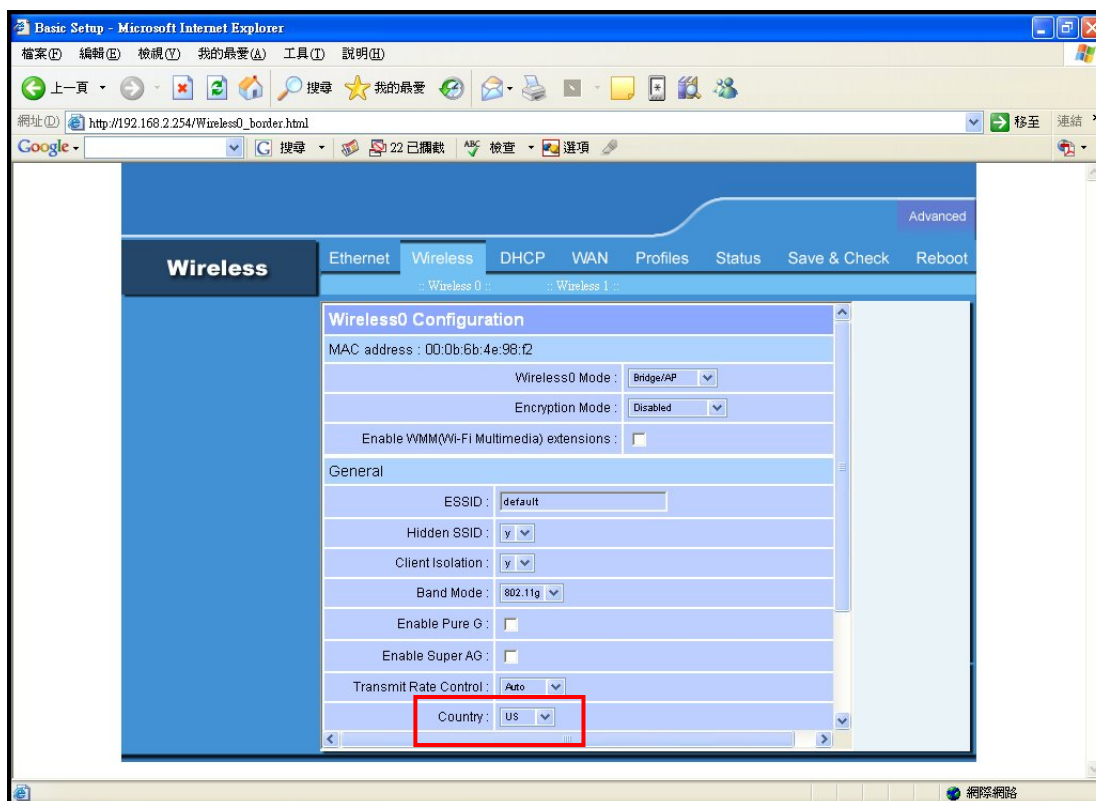 Basic Setup - Microsoft Internet Explorer
檔案(F) 編輯(E) 檢視(V) 我的最愛(A) 工具(T) 說明(H)
上一頁 搜尋 我的最愛
網址(D) http://192.168.2.254/Wireless0_border.html 移至 連結 »
Google 搜尋 22 已攔截 ABC 檢查 選項
Advanced
Wireless
Ethernet Wireless DHCP WAN Profiles Status Save & Check Reboot
:: Wireless 0 :: :: Wireless 1 ::
Wireless0 Configuration
MAC address : 00:0b:6b:4e:98:f2
Wireless0 Mode : Bridge/AP
Encryption Mode : Disabled
Enable WMM(Wi-Fi Multimedia) extensions :
General
ESSID : default
Hidden SSID : y
Client Isolation : y
Band Mode : 802.11g
Enable Pure G :
Enable Super AG :
Transmit Rate Control : Auto
Country : US
網際網路